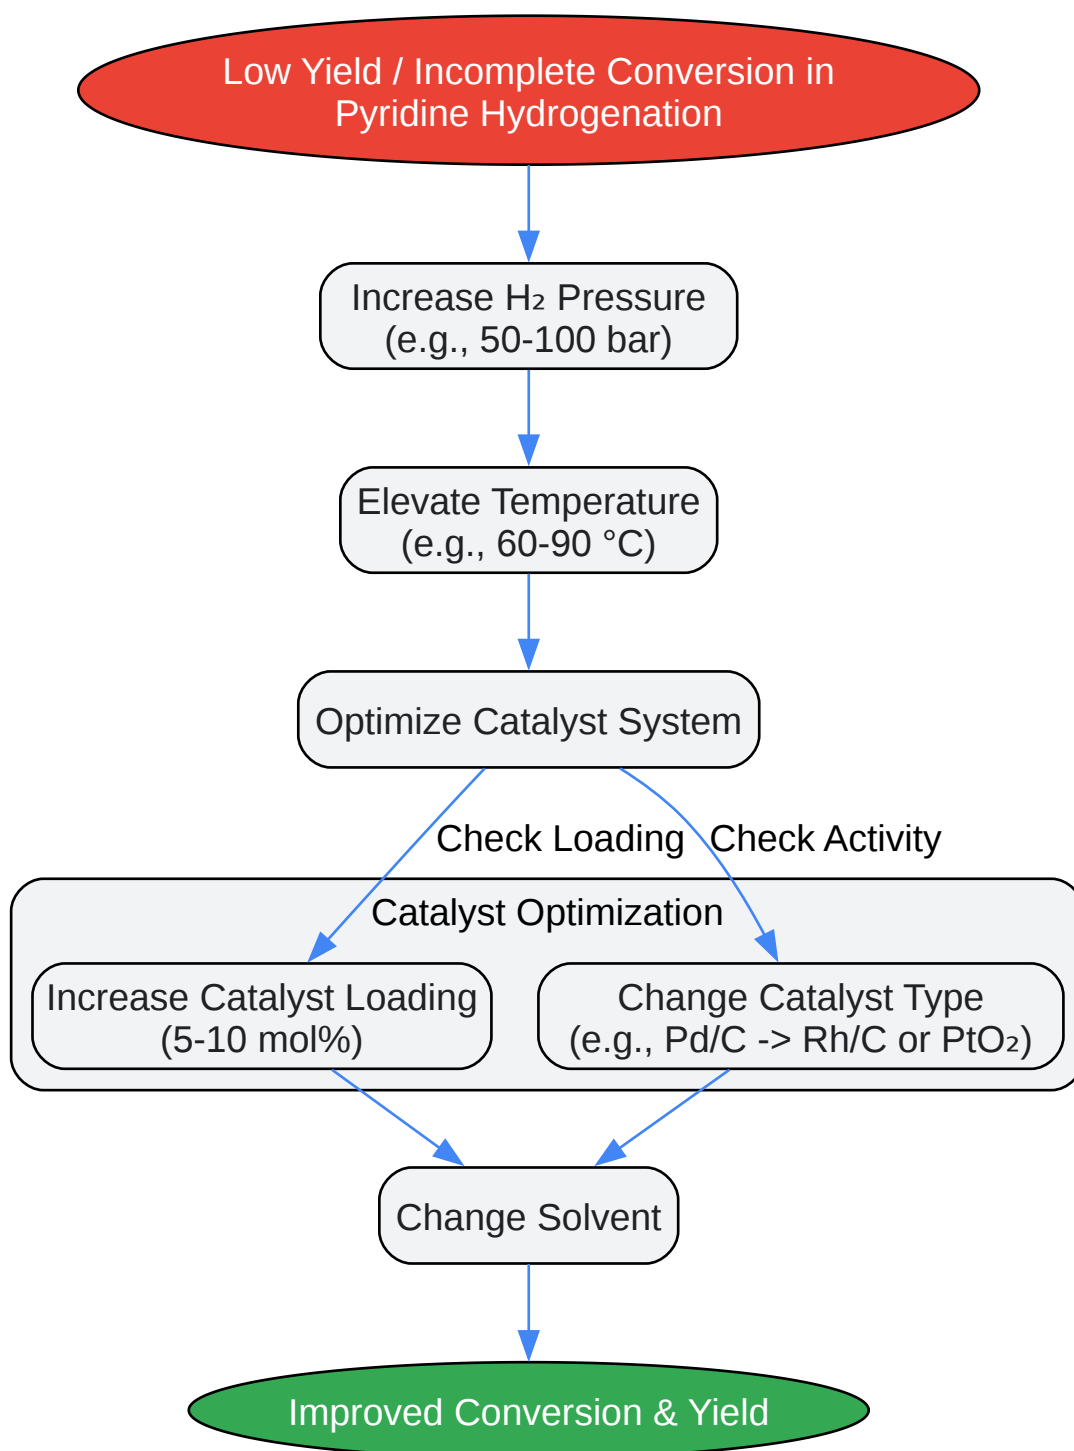 Low Yield / Incomplete Conversion in
Pyridine Hydrogenation
Increase H₂ Pressure
(e.g., 50-100 bar)
Elevate Temperature
(e.g., 60-90 °C)
Optimize Catalyst System
Check Loading
Check Activity
Catalyst Optimization
Increase Catalyst Loading
(5-10 mol%)
Change Catalyst Type
(e.g., Pd/C -> Rh/C or PtO₂)
Change Solvent
Improved Conversion & Yield